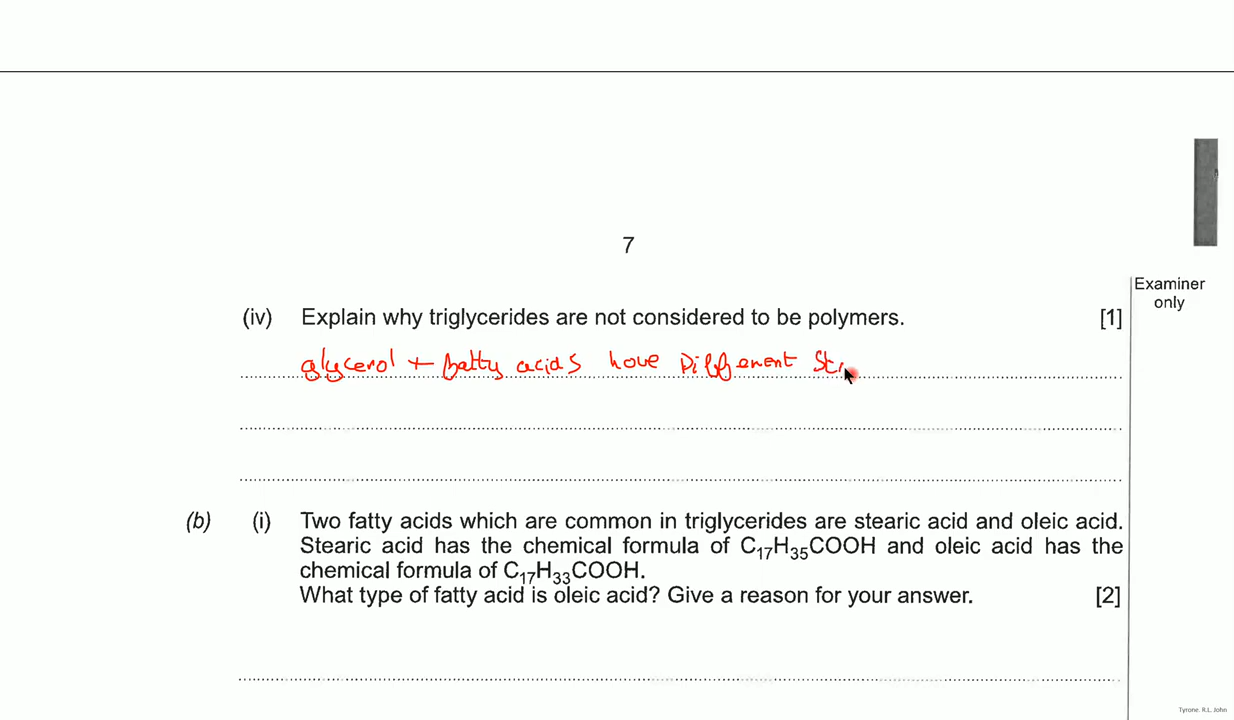 7
Examiner
only
(iv) Explain why triglycerides are not considered to be polymers. [1]
glycerol + fatty acids have Different St
(b) (i) Two fatty acids which are common in triglycerides are stearic acid and oleic acid.
Stearic acid has the chemical formula of C₁₇H₃₅COOH and oleic acid has the
chemical formula of C₁₇H₃₃COOH.
What type of fatty acid is oleic acid? Give a reason for your answer. [2]
Tyrone. R.L. John